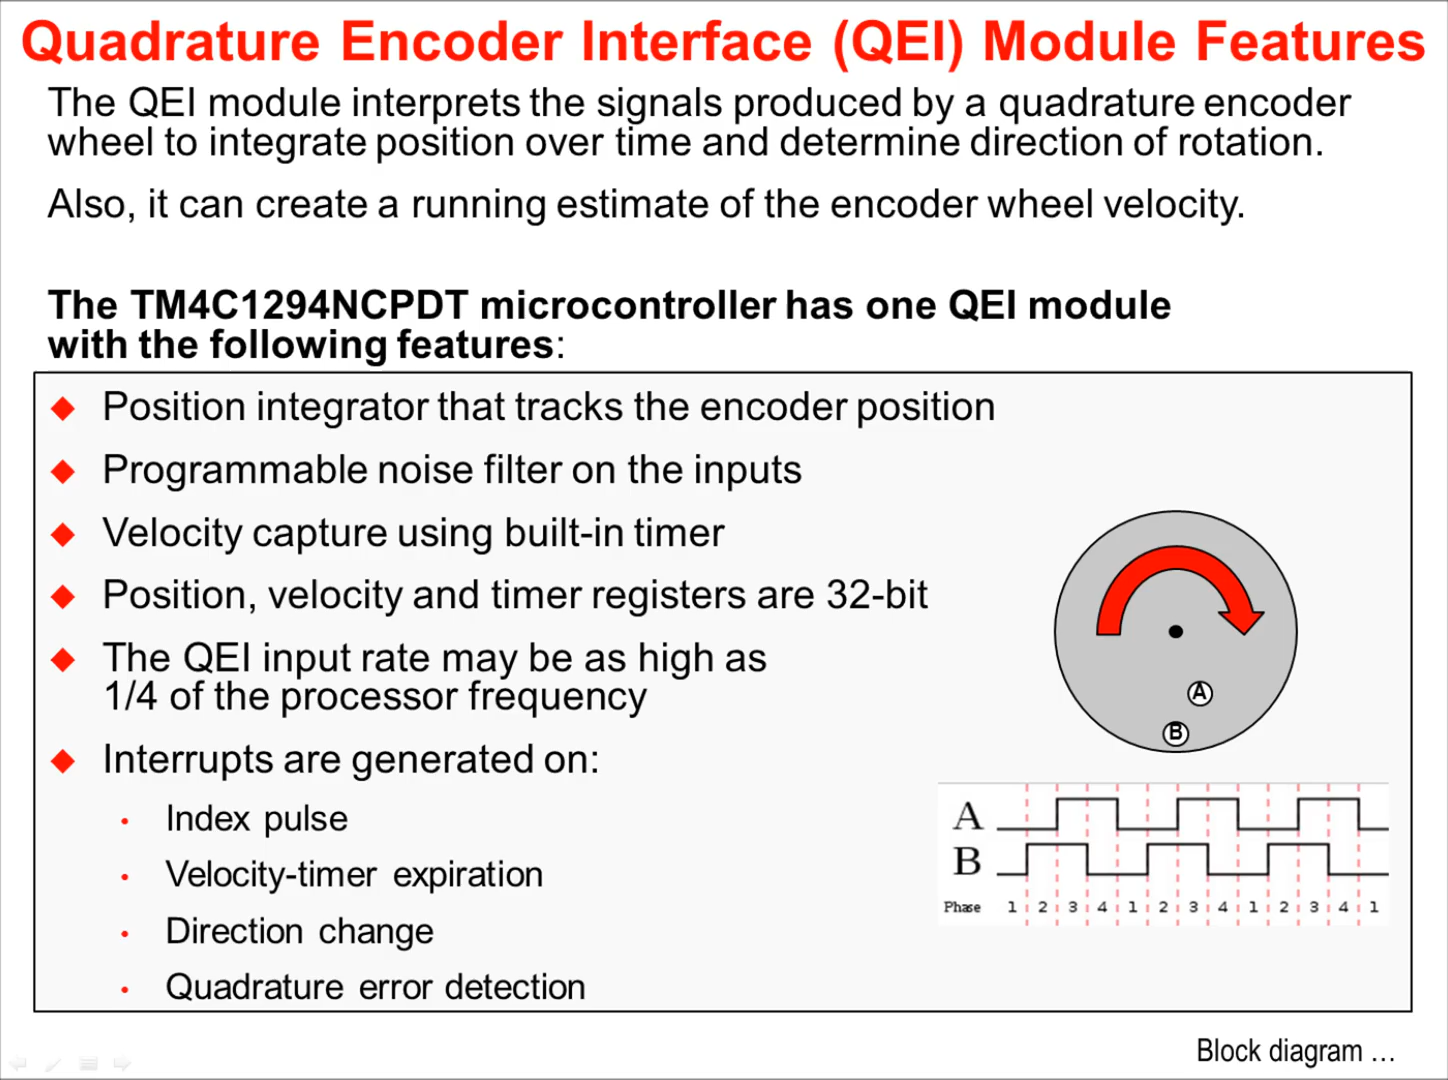 Quadrature Encoder Interface (QEI) Module Features
The QEI module interprets the signals produced by a quadrature encoder
wheel to integrate position over time and determine direction of rotation.
Also, it can create a running estimate of the encoder wheel velocity.
The TM4C1294NCPDT microcontroller has one QEI module
with the following features:
Position integrator that tracks the encoder position
Programmable noise filter on the inputs
Velocity capture using built-in timer
Position, velocity and timer registers are 32-bit
The QEI input rate may be as high as
1/4 of the processor frequency
Interrupts are generated on:
Index pulse
Velocity-timer expiration
Direction change
Quadrature error detection
A
B
A
B
Phase 1 2 3 4 1 2 3 4 1 2 3 4 1
Block diagram ...